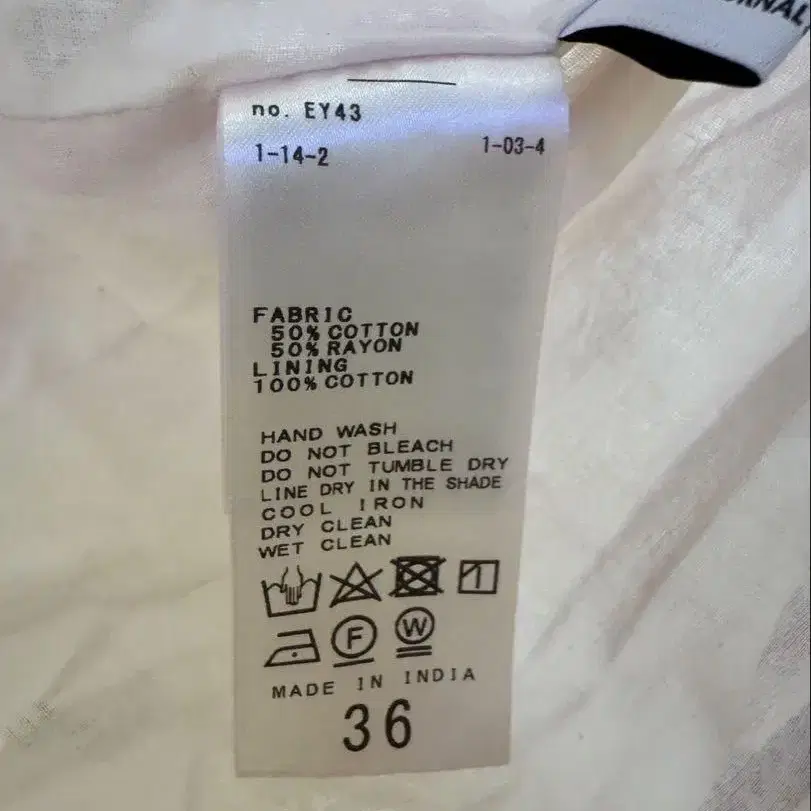 no. EY43
1-14-2 1-03-4
FABRIC
50% COTTON
50% RAYON
LINING
100% COTTON
HAND WASH
DO NOT BLEACH
DO NOT TUMBLE DRY
LINE DRY IN THE SHADE
COOL IRON
DRY CLEAN
WET CLEAN
F W
MADE IN INDIA
36